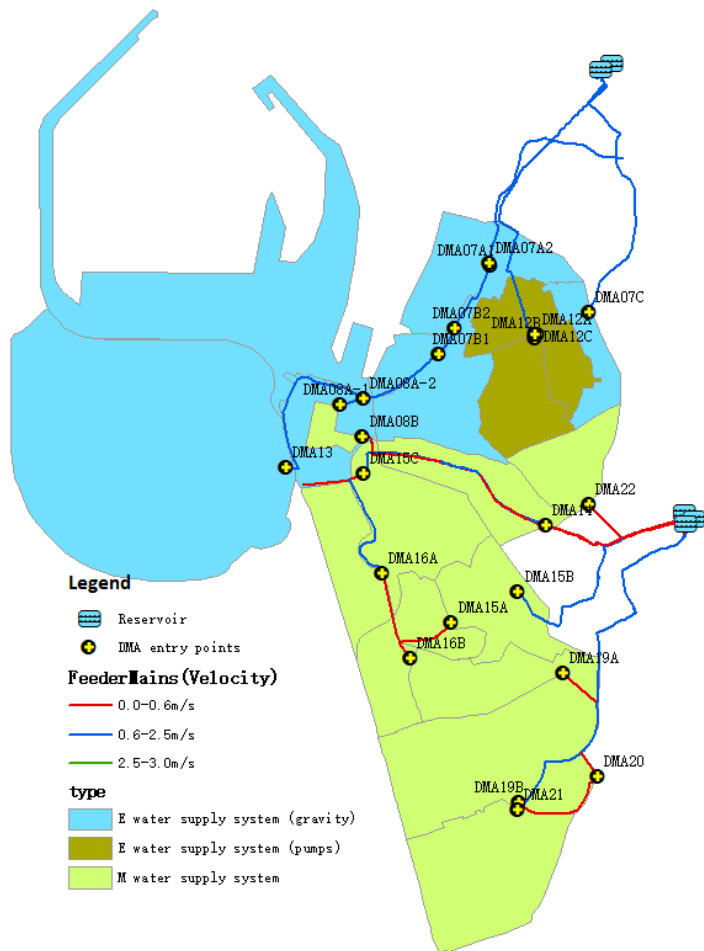 DMA07A1
DMA07A2
DMA07C
DMA07B2
DMA12B
DMA12A
DMA12C
DMA07B1
DMA08A-1
DMA08A-2
DMA08B
DMA13
DMA15C
DMA22
DMA14
DMA16A
DMA15B
DMA15A
DMA16B
DMA19A
DMA20
DMA19B
DMA21
Legend
Reservoir
DMA entry points
FeederMains(Velocity)
0.0-0.6m/s
0.6-2.5m/s
2.5-3.0m/s
type
E water supply system (gravity)
E water supply system (pumps)
M water supply system